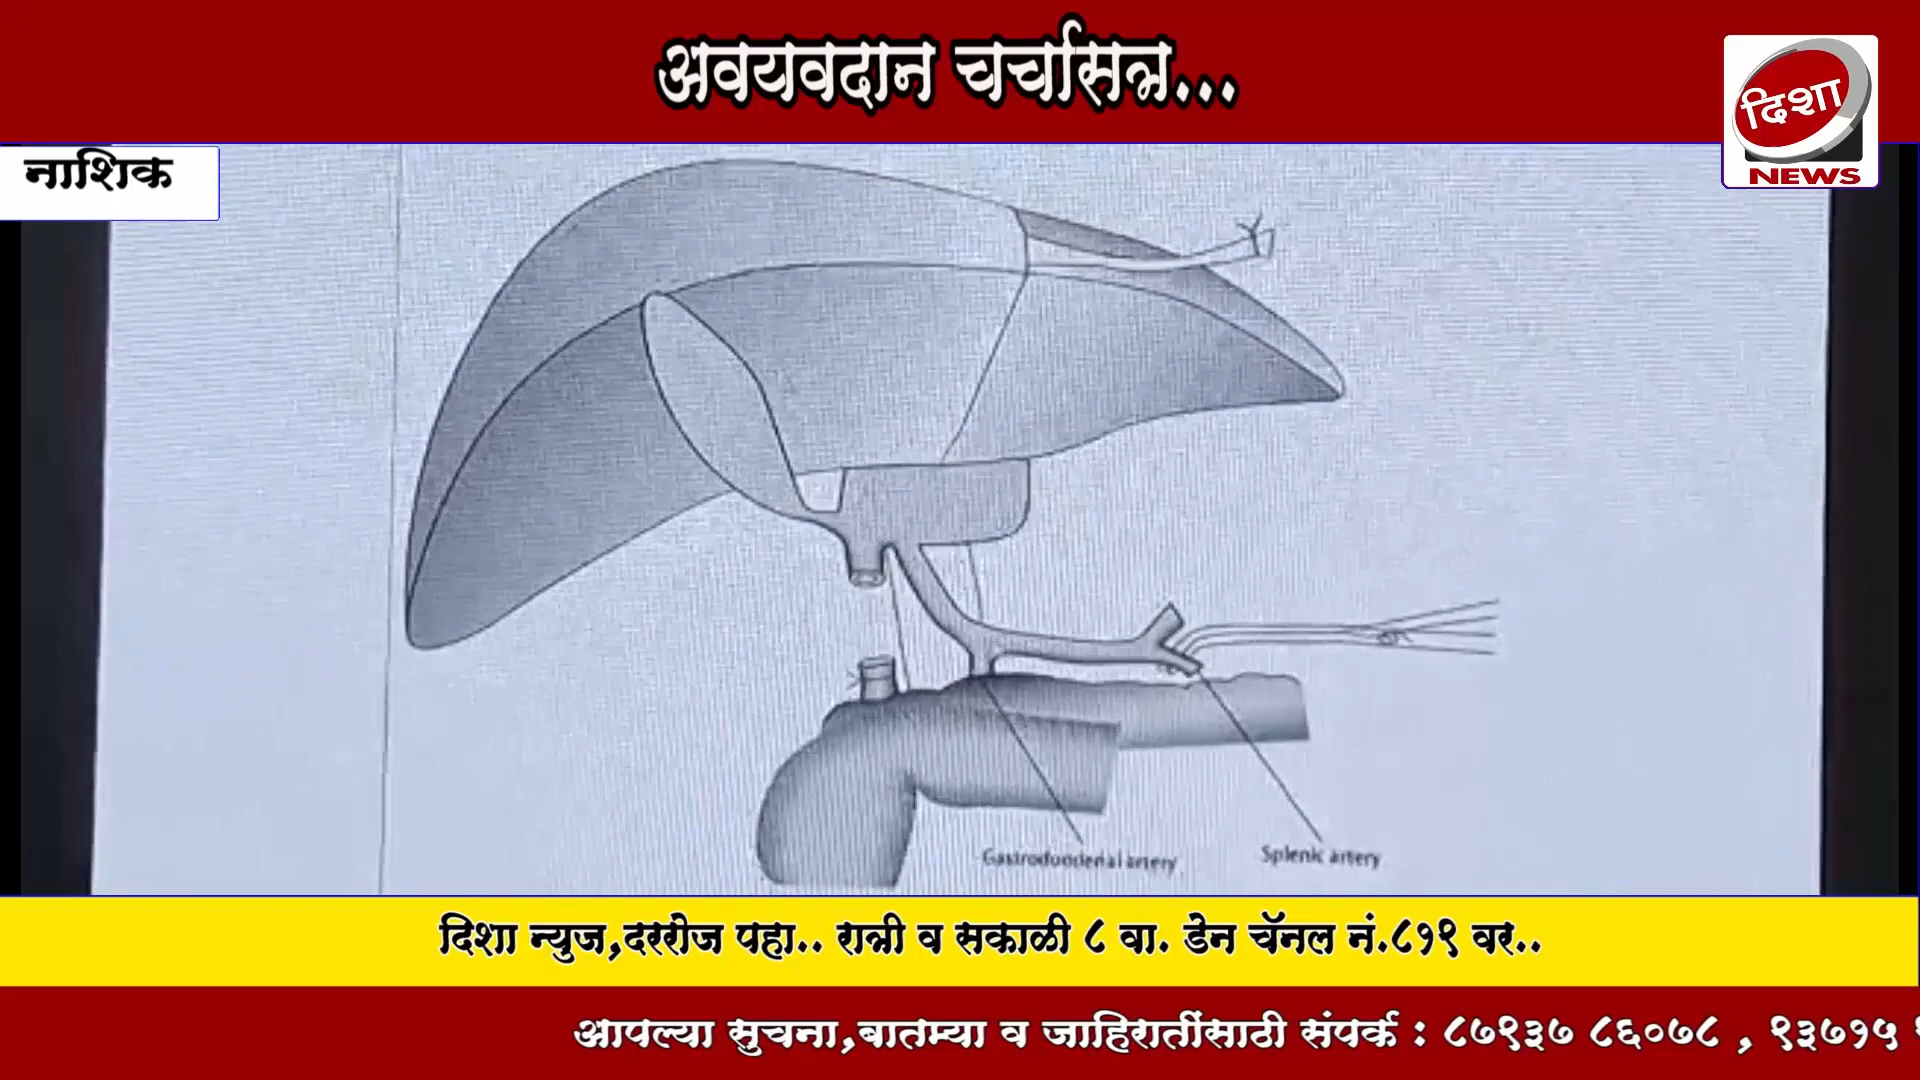 अवयवदान चर्चासत्र...
दिशा
NEWS
नाशिक
Gastroduodenal artery
Splenic artery
दिशा न्युज,दररोज पहा.. रात्री व सकाळी ८ वा. डेन चॅनल नं.८१९ वर..
आपल्या सुचना,बातम्या व जाहिरातींसाठी संपर्क : ८७९३७ ८६०७८ , ९३७१५